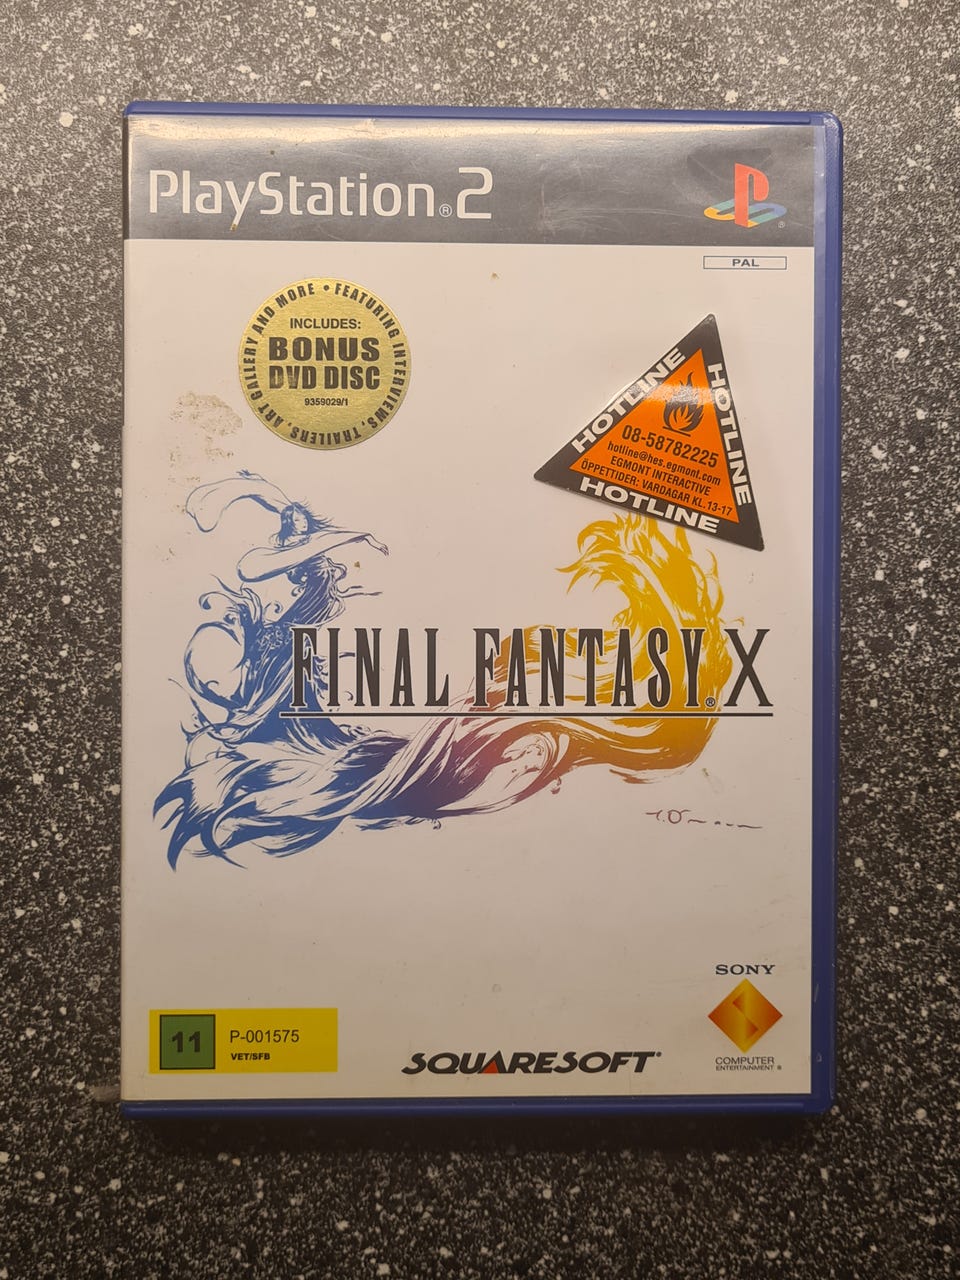 PlayStation®2
PAL
FEATURING INTERVIEWS, TRAILERS, ART GALLERY AND MORE •
INCLUDES:
BONUS
DVD DISC
9359029/1
HOTLINE
HOTLINE
08-58782225
hotline@hes.egmont.com
EGMONT INTERACTIVE
ÖPPETTIDER: VARDAGAR KL.13-17
HOTLINE
FINAL FANTASY® X
SONY
COMPUTER
ENTERTAINMENT ®
11
P-001575
VET/SFB
SQUARESOFT®